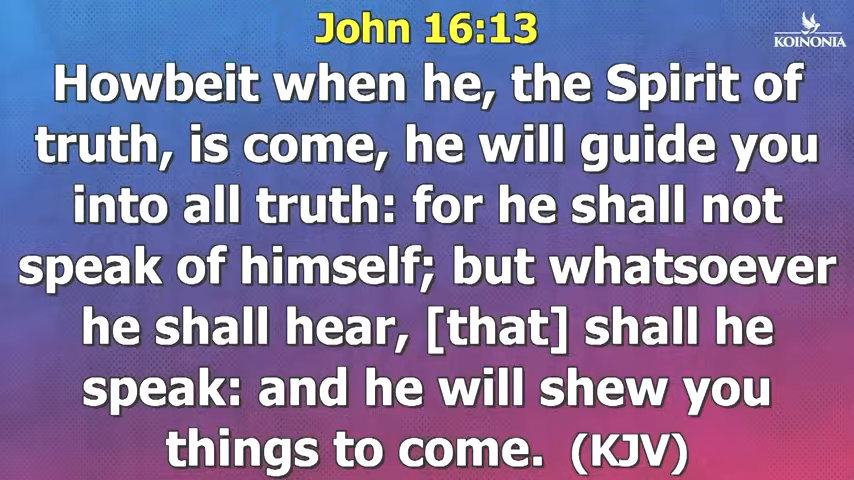 John 16:13
KOINONIA
Howbeit when he, the Spirit of
truth, is come, he will guide you
into all truth: for he shall not
speak of himself; but whatsoever
he shall hear, [that] shall he
speak: and he will shew you
things to come. (KJV)